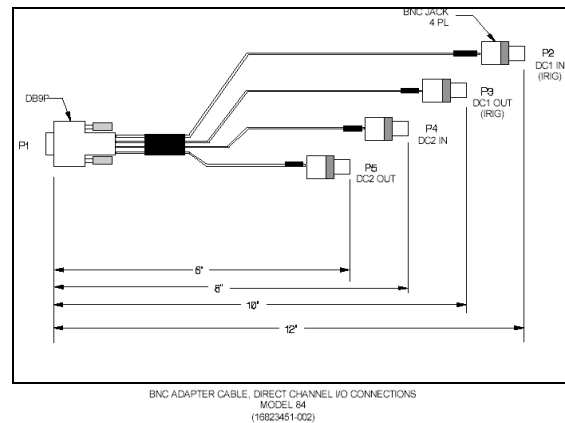 BNC JACK
4 PL
P2
DC1 IN
(IRIG)
DB9P
P3
DC1 OUT
(IRIG)
P1
P4
DC2 IN
P5
DC2 OUT
6"
8"
10"
12"
BNC ADAPTER CABLE, DIRECT CHANNEL I/O CONNECTIONS
MODEL 84
(16823451-002)